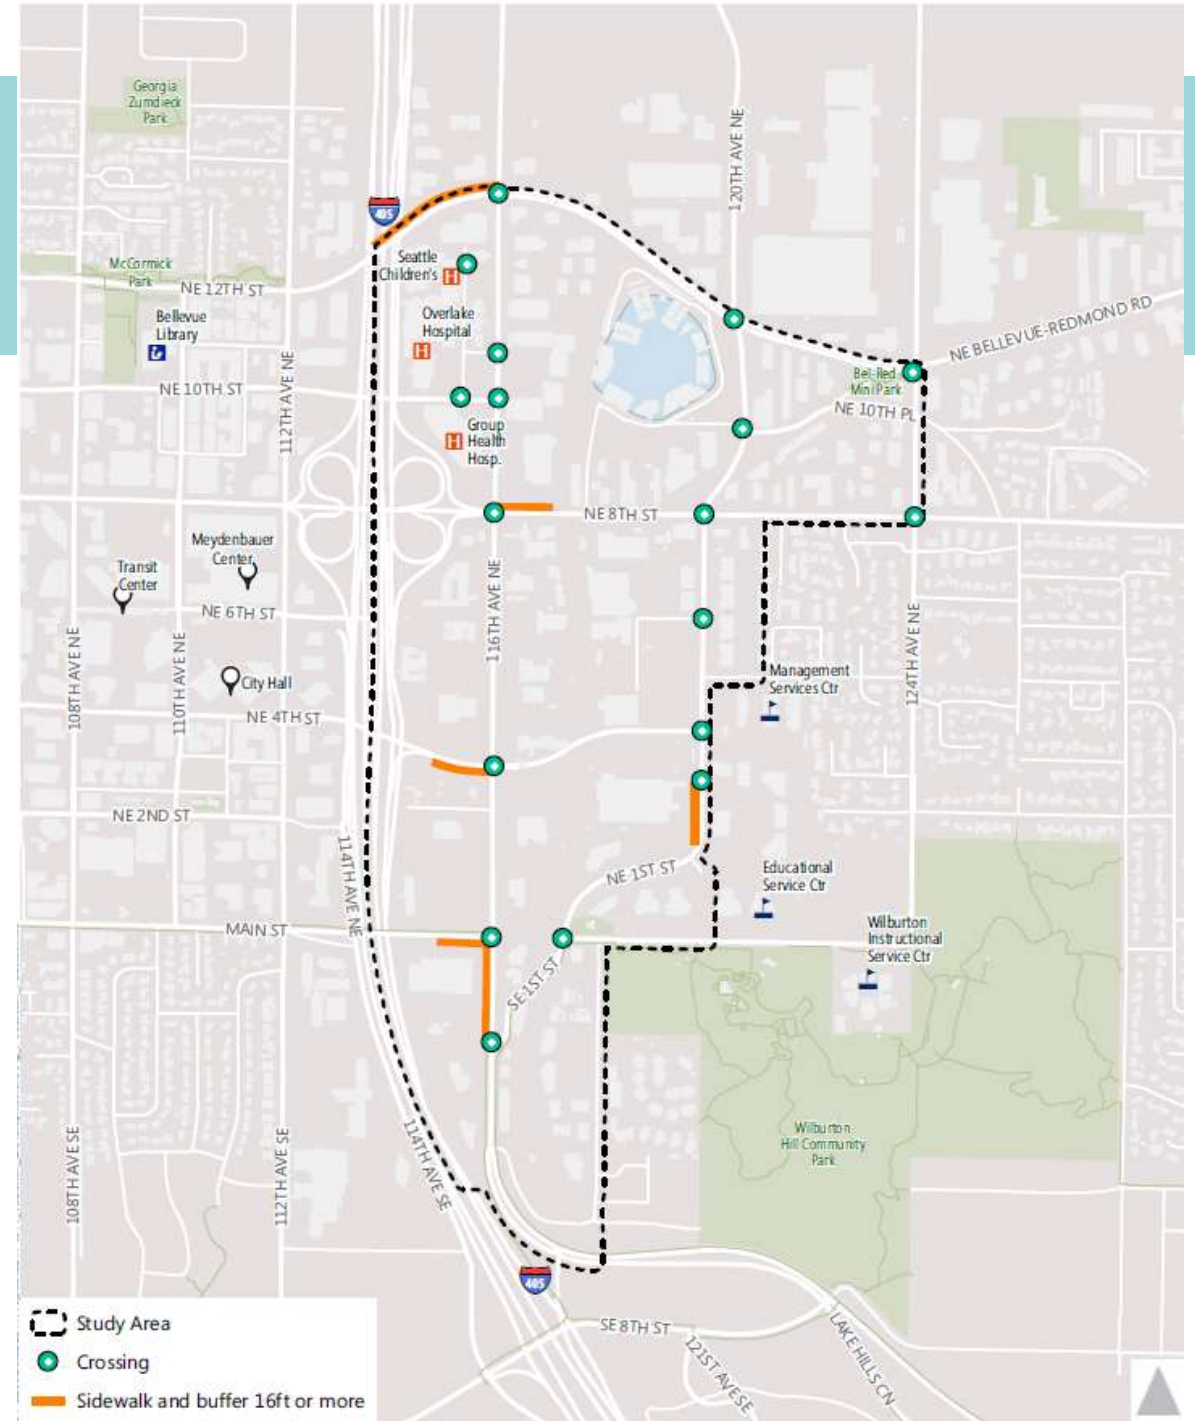 Georgia
Zumdieck
Park
120TH AVE NE
405
McCormick
Park
NE 12TH ST
Seattle
Children's
H
Bellevue
Library
Overlake
Hospital
H
NE BELLEVUE-REDMOND RD
112TH AVE NE
NE 10TH ST
Bel-Red
Mini Park
NE 10TH PL
Group
Health
Hosp.
H
NE 8TH ST
Meydenbauer
Center
Transit
Center
NE 6TH ST
116TH AVE NE
108TH AVE NE
110TH AVE NE
124TH AVE NE
City Hall
Management
Services Ctr
NE 4TH ST
NE 2ND ST
114TH AVE NE
NE 1ST ST
Educational
Service Ctr
MAIN ST
Wilburton
Instructional
Service Ctr
SE 1ST ST
108TH AVE SE
112TH AVE SE
114TH AVE SE
Wilburton
Hill Community
Park
405
SE 8TH ST
121ST AVE SE
LAKE HILLS CN
Study Area
Crossing
Sidewalk and buffer 16ft or more